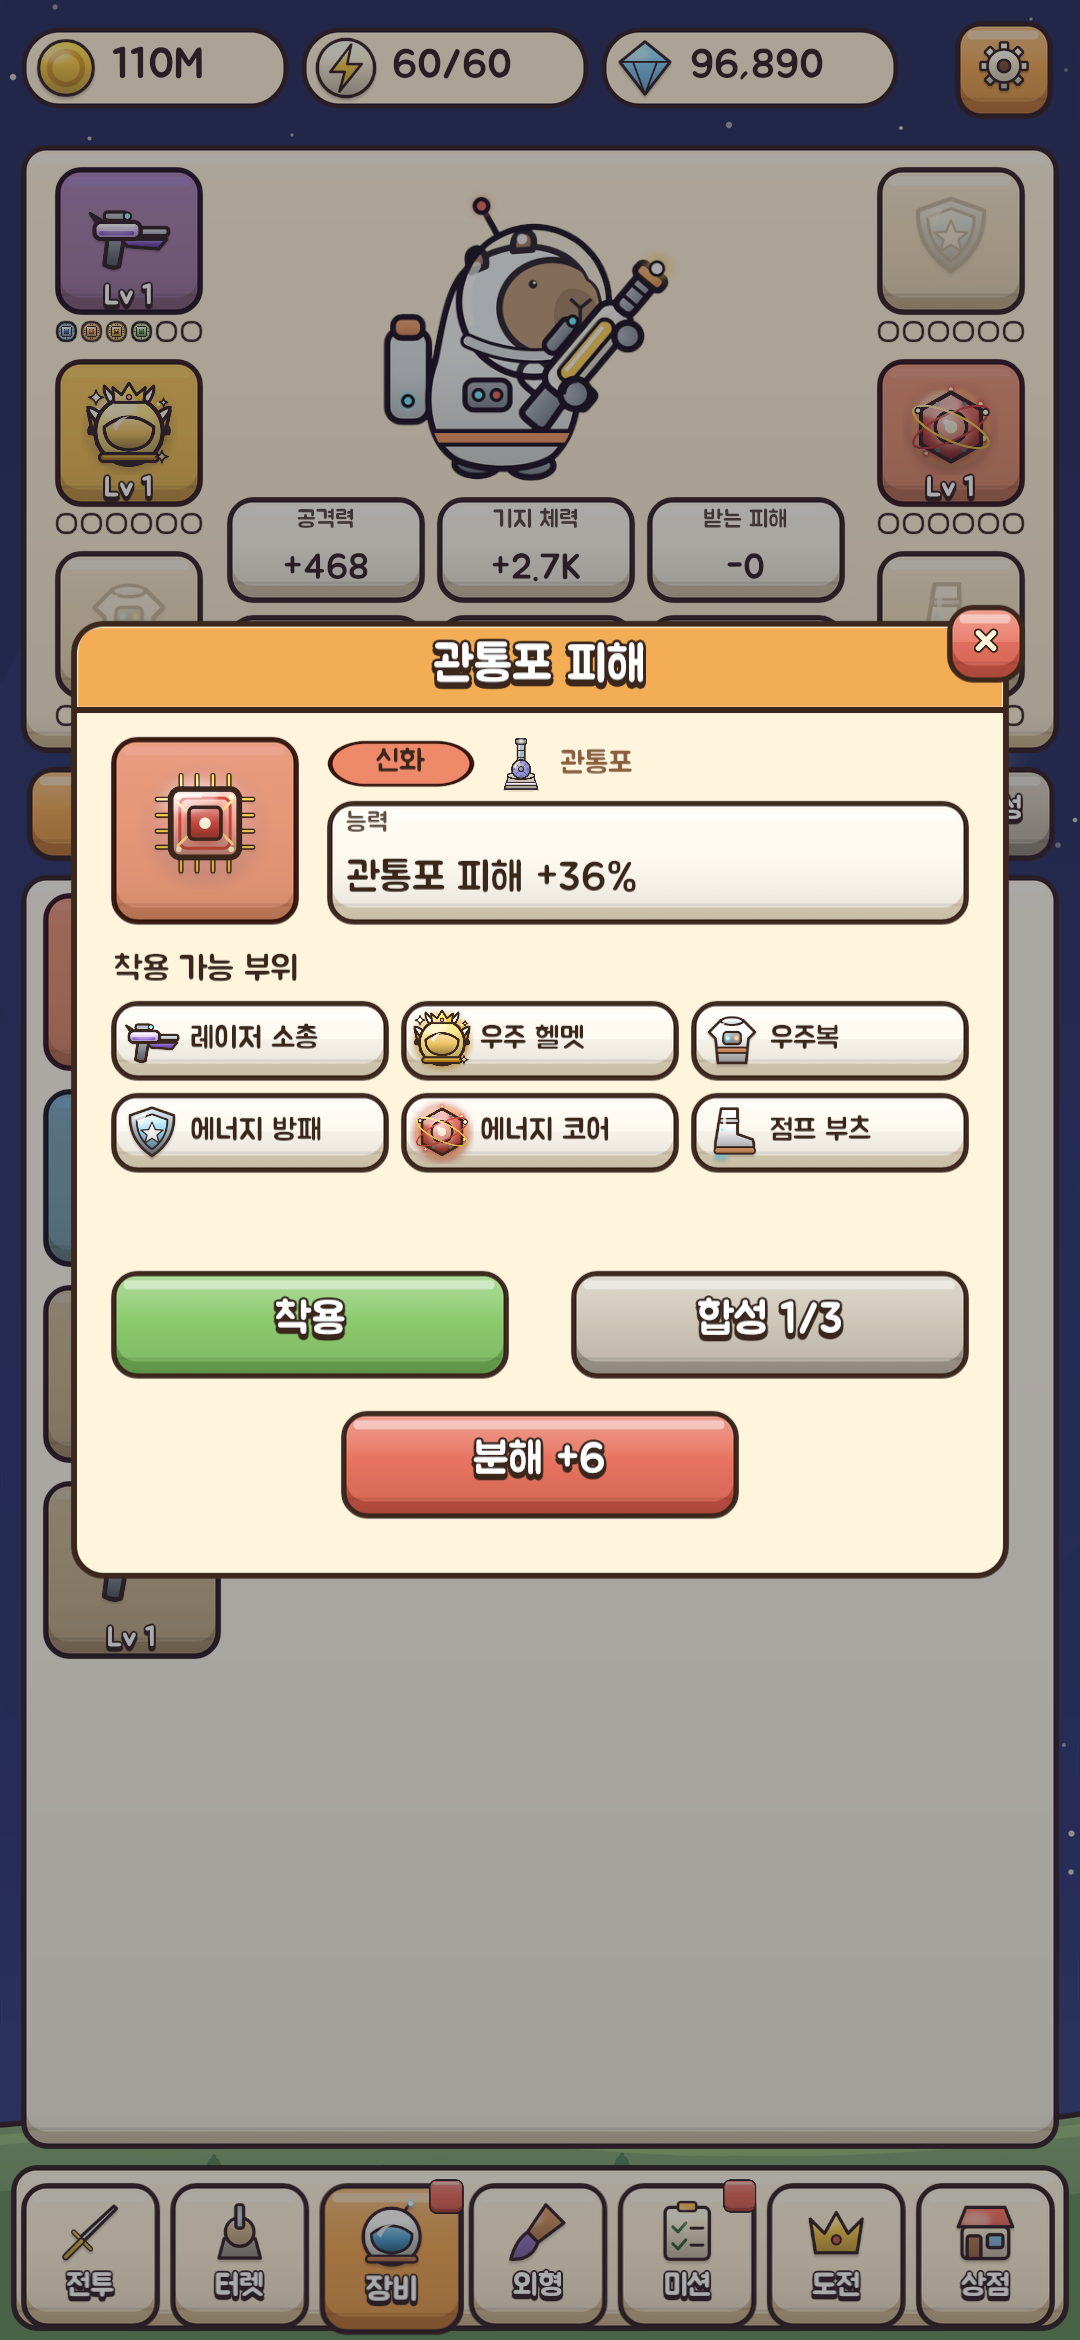 110M
60/60
96,890
Lv 1
Lv 1
Lv 1
공격력
기지 체력
받는 피해
+468
+2.7K
-0
관통포 피해
신화
관통포
능력
관통포 피해 +36%
착용 가능 부위
레이저 소총
우주 헬멧
우주복
에너지 방패
에너지 코어
점프 부츠
착용
합성 1/3
분해 +6
Lv 1
전투
터렛
장비
외형
미션
도전
상점